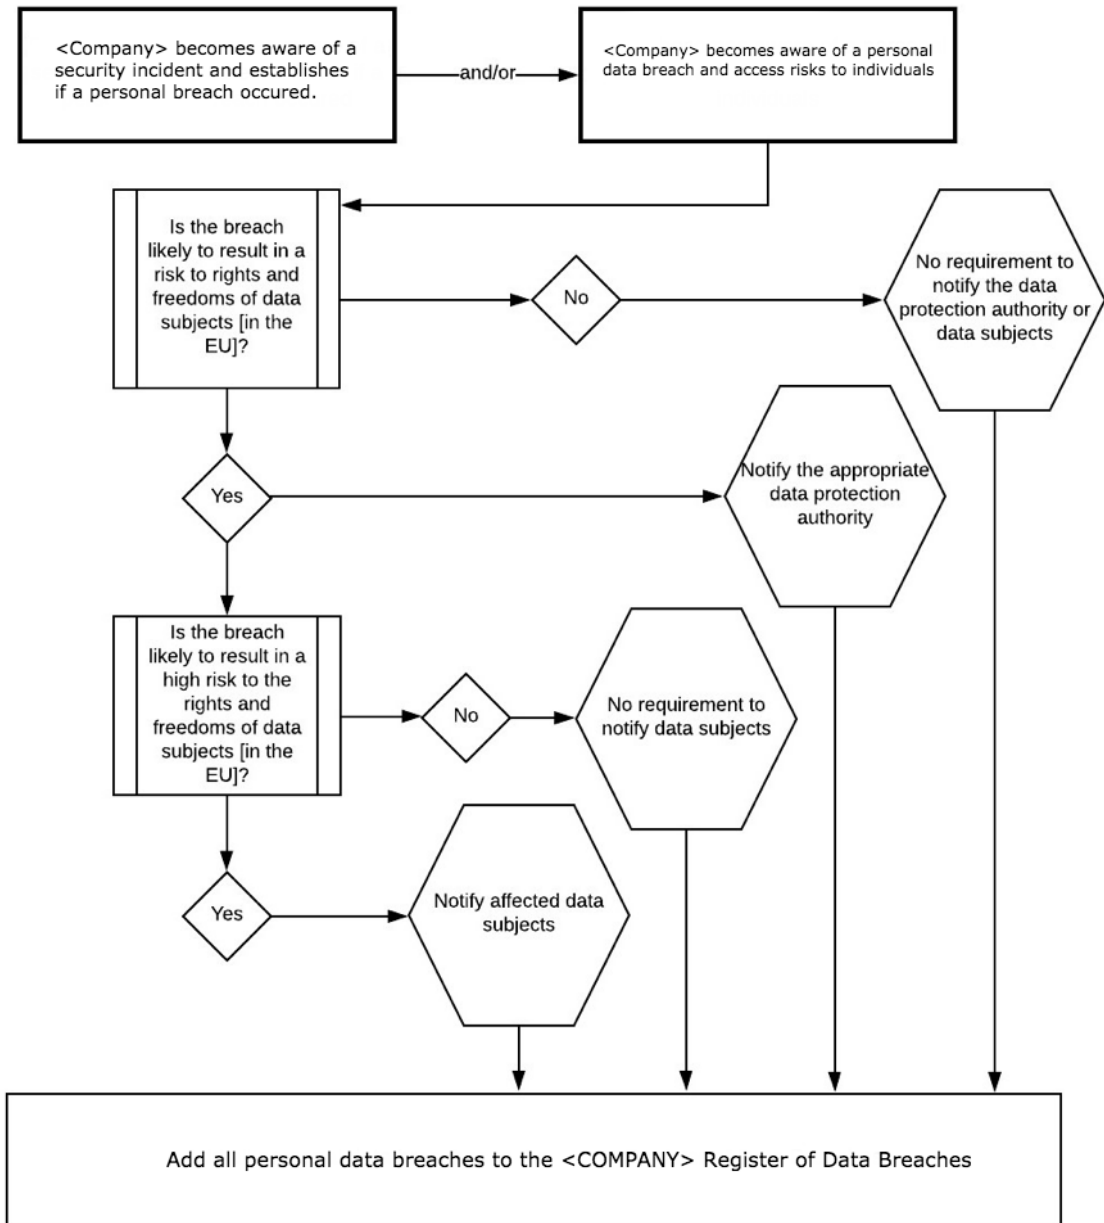 <Company> becomes aware of a
security incident and establishes
if a personal breach occured.
and/or
<Company> becomes aware of a personal
data breach and access risks to individuals
Is the breach
likely to result in a
risk to rights and
freedoms of data
subjects [in the
EU]?
No
No requirement to
notify the data
protection authority or
data subjects
Yes
Notify the appropriate
data protection
authority
Is the breach
likely to result in a
high risk to the
rights and
freedoms of data
subjects [in the
EU]?
No
No requirement to
notify data subjects
Yes
Notify affected data
subjects
Add all personal data breaches to the <COMPANY> Register of Data Breaches